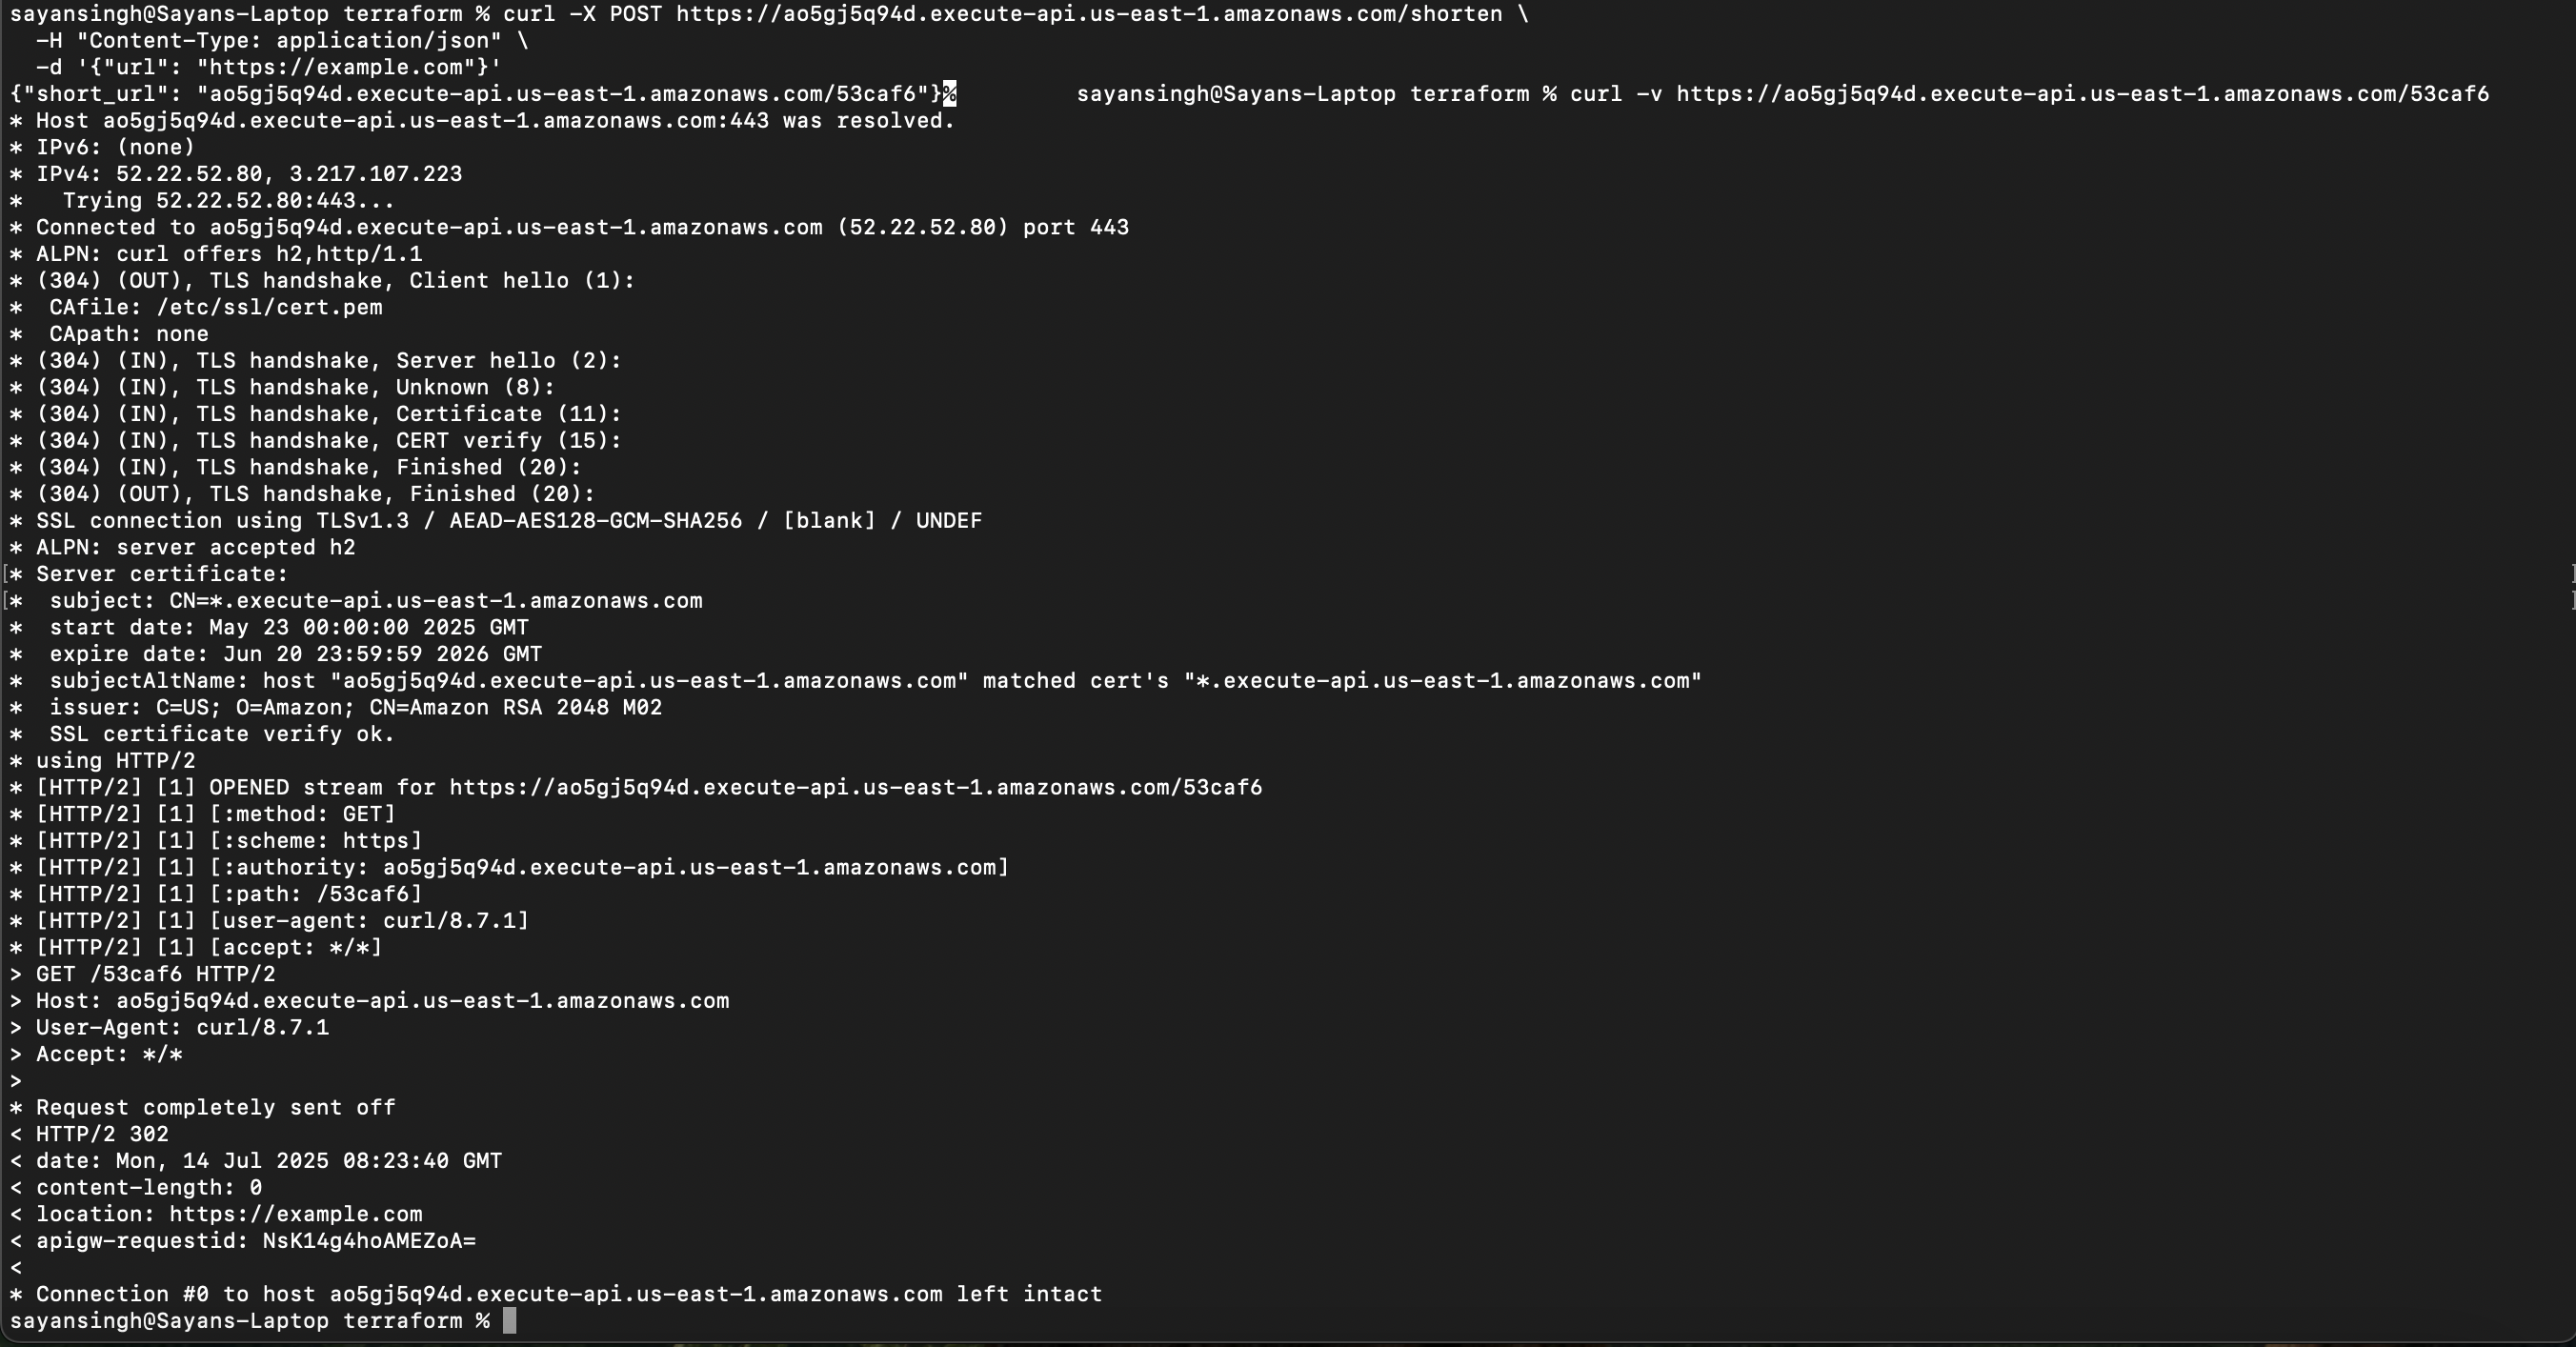 sayansingh@Sayans-Laptop terraform % curl -X POST https://ao5gj5q94d.execute-api.us-east-1.amazonaws.com/shorten \
  -H "Content-Type: application/json" \
  -d '{"url": "https://example.com"}'
{"short_url": "ao5gj5q94d.execute-api.us-east-1.amazonaws.com/53caf6"}%         sayansingh@Sayans-Laptop terraform % curl -v https://ao5gj5q94d.execute-api.us-east-1.amazonaws.com/53caf6
* Host ao5gj5q94d.execute-api.us-east-1.amazonaws.com:443 was resolved.
* IPv6: (none)
* IPv4: 52.22.52.80, 3.217.107.223
*   Trying 52.22.52.80:443...
* Connected to ao5gj5q94d.execute-api.us-east-1.amazonaws.com (52.22.52.80) port 443
* ALPN: curl offers h2,http/1.1
* (304) (OUT), TLS handshake, Client hello (1):
*  CAfile: /etc/ssl/cert.pem
*  CApath: none
* (304) (IN), TLS handshake, Server hello (2):
* (304) (IN), TLS handshake, Unknown (8):
* (304) (IN), TLS handshake, Certificate (11):
* (304) (IN), TLS handshake, CERT verify (15):
* (304) (IN), TLS handshake, Finished (20):
* (304) (OUT), TLS handshake, Finished (20):
* SSL connection using TLSv1.3 / AEAD-AES128-GCM-SHA256 / [blank] / UNDEF
* ALPN: server accepted h2
[* Server certificate: ]
[*  subject: CN=*.execute-api.us-east-1.amazonaws.com ]
*  start date: May 23 00:00:00 2025 GMT
*  expire date: Jun 20 23:59:59 2026 GMT
*  subjectAltName: host "ao5gj5q94d.execute-api.us-east-1.amazonaws.com" matched cert's "*.execute-api.us-east-1.amazonaws.com"
*  issuer: C=US; O=Amazon; CN=Amazon RSA 2048 M02
*  SSL certificate verify ok.
* using HTTP/2
* [HTTP/2] [1] OPENED stream for https://ao5gj5q94d.execute-api.us-east-1.amazonaws.com/53caf6
* [HTTP/2] [1] [:method: GET]
* [HTTP/2] [1] [:scheme: https]
* [HTTP/2] [1] [:authority: ao5gj5q94d.execute-api.us-east-1.amazonaws.com]
* [HTTP/2] [1] [:path: /53caf6]
* [HTTP/2] [1] [user-agent: curl/8.7.1]
* [HTTP/2] [1] [accept: */*]
> GET /53caf6 HTTP/2
> Host: ao5gj5q94d.execute-api.us-east-1.amazonaws.com
> User-Agent: curl/8.7.1
> Accept: */*
>
* Request completely sent off
< HTTP/2 302
< date: Mon, 14 Jul 2025 08:23:40 GMT
< content-length: 0
< location: https://example.com
< apigw-requestid: NsK14g4hoAMEZoA=
<
* Connection #0 to host ao5gj5q94d.execute-api.us-east-1.amazonaws.com left intact
sayansingh@Sayans-Laptop terraform %